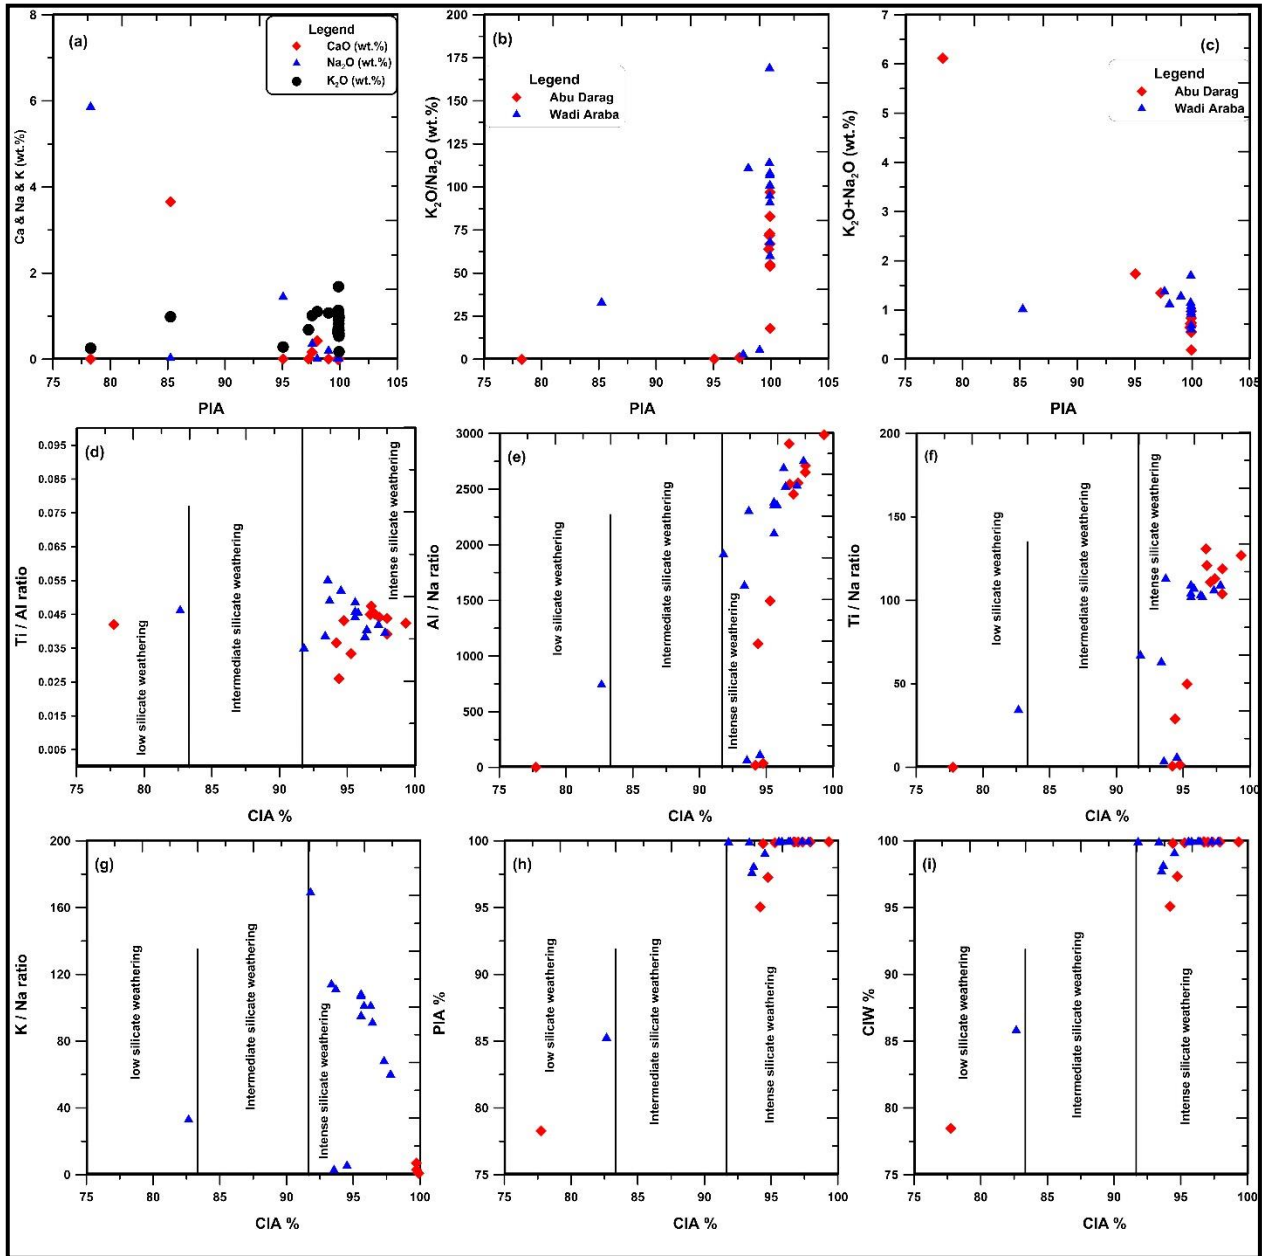 (a)
Legend
CaO (wt.%)
Na₂O (wt.%)
K₂O (wt.%)
8
6
4
2
0
Ca & Na & K (wt.%)
75 80 85 90 95 100 105
PIA
(b)
Legend
Abu Darag
Wadi Araba
200
175
150
125
100
75
50
25
0
K₂O/Na₂O (wt.%)
75 80 85 90 95 100 105
PIA
(c)
Legend
Abu Darag
Wadi Araba
7
6
5
4
3
2
1
0
K₂O+Na₂O (wt.%)
75 80 85 90 95 100 105
PIA
(d)
0.095
0.085
0.075
0.065
0.055
0.045
0.035
0.025
0.015
0.005
Ti / Al ratio
low silicate weathering
Intermediate silicate weathering
Intense silicate weathering
75 80 85 90 95 100
CIA %
(e)
3000
2500
2000
1500
1000
500
0
Al / Na ratio
low silicate weathering
Intermediate silicate weathering
Intense silicate weathering
75 80 85 90 95 100
CIA %
(f)
200
150
100
50
0
Ti / Na ratio
low silicate weathering
Intermediate silicate weathering
Intense silicate weathering
75 80 85 90 95 100
CIA %
(g)
200
160
120
80
40
0
K / Na ratio
low silicate weathering
Intermediate silicate weathering
Intense silicate weathering
75 80 85 90 95 100
CIA %
(h)
100
95
90
85
80
75
PIA %
low silicate weathering
Intermediate silicate weathering
Intense silicate weathering
75 80 85 90 95 100
CIA %
(i)
100
95
90
85
80
75
CIW %
low silicate weathering
Intermediate silicate weathering
Intense silicate weathering
75 80 85 90 95 100
CIA %